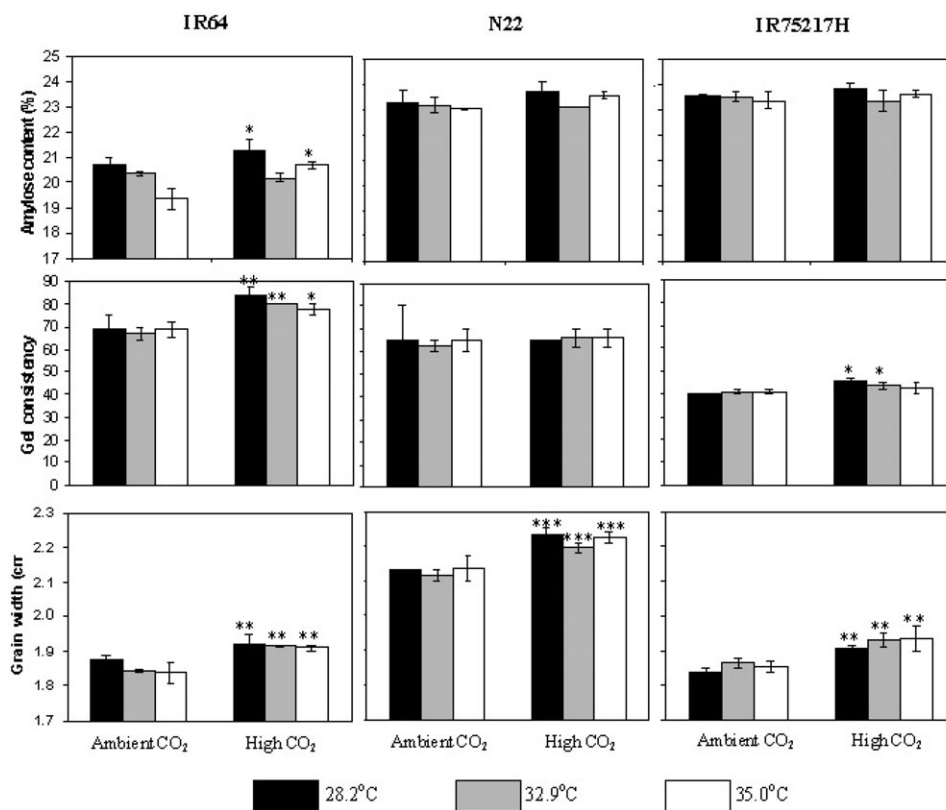 IR64 N22 IR75217H
Amylose content (%)
25
24
23
22
21
20
19
18
17
* *
Gel consistency
90
80
70
60
50
40
30
20
10
0
** ** *
* *
Grain width (cm
2.3
2.2
2.1
2.0
1.9
1.8
1.7
** ** **
*** *** ***
** ** **
Ambient CO₂ High CO₂ Ambient CO₂ High CO₂ Ambient CO₂ High CO₂
28.2°C 32.9°C 35.0°C